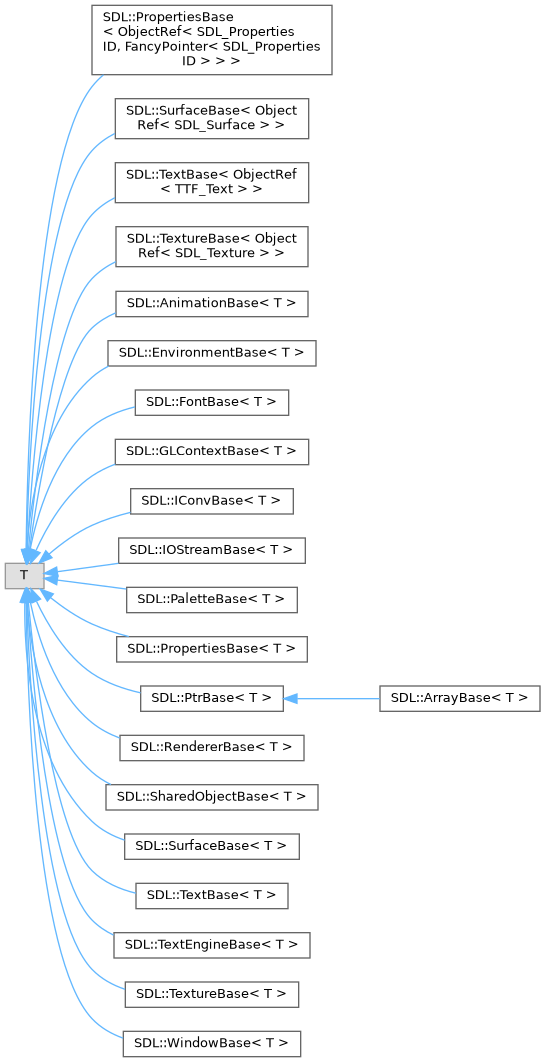 SDL::PropertiesBase
< ObjectRef< SDL_Properties
ID, FancyPointer< SDL_Properties
ID > > >
SDL::SurfaceBase< Object
Ref< SDL_Surface > >
SDL::TextBase< ObjectRef
< TTF_Text > >
SDL::TextureBase< Object
Ref< SDL_Texture > >
SDL::AnimationBase< T >
SDL::EnvironmentBase< T >
SDL::FontBase< T >
SDL::GLContextBase< T >
SDL::IConvBase< T >
SDL::IOStreamBase< T >
T
SDL::PaletteBase< T >
SDL::PropertiesBase< T >
SDL::PtrBase< T >
SDL::ArrayBase< T >
SDL::RendererBase< T >
SDL::SharedObjectBase< T >
SDL::SurfaceBase< T >
SDL::TextBase< T >
SDL::TextEngineBase< T >
SDL::TextureBase< T >
SDL::WindowBase< T >